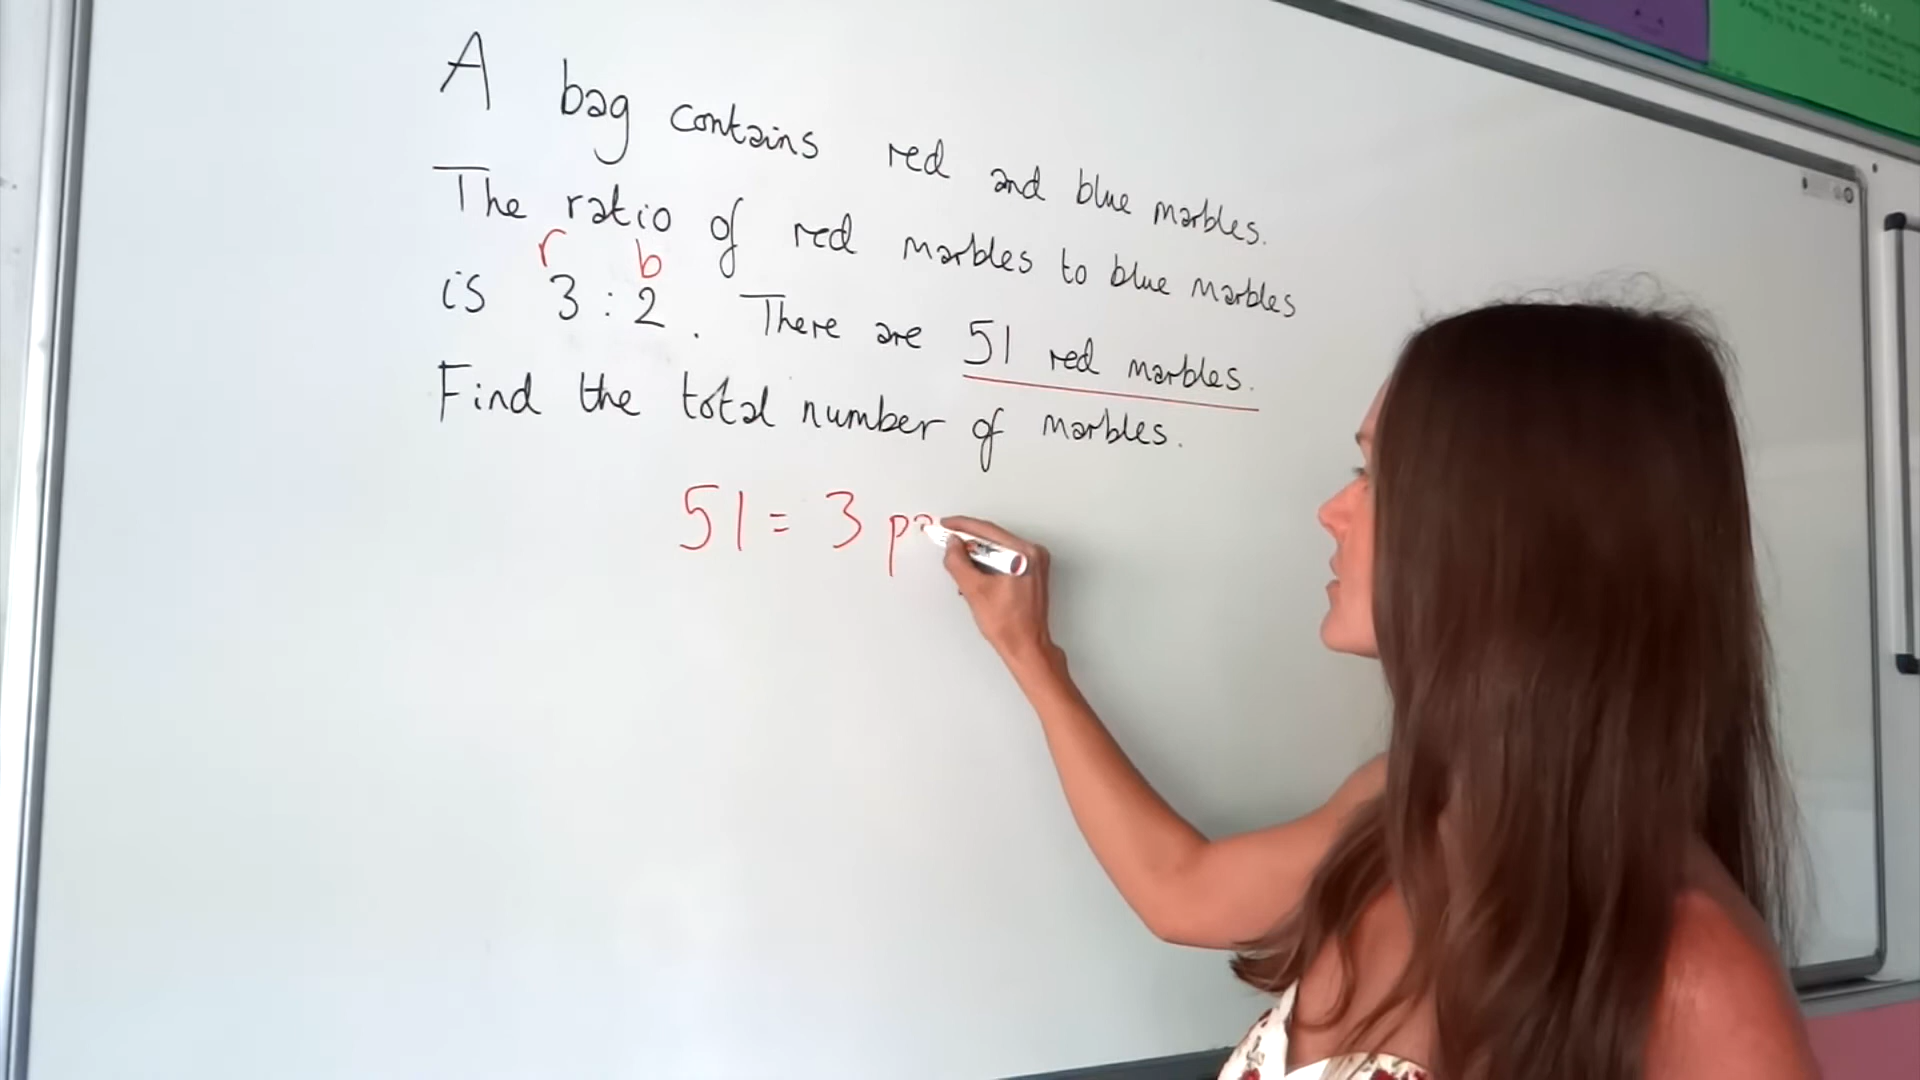 A bag contains red and blue marbles.
The ratio of red marbles to blue marbles
r b
is 3 : 2 . There are 51 red marbles.
Find the total number of marbles.
51 = 3 pa